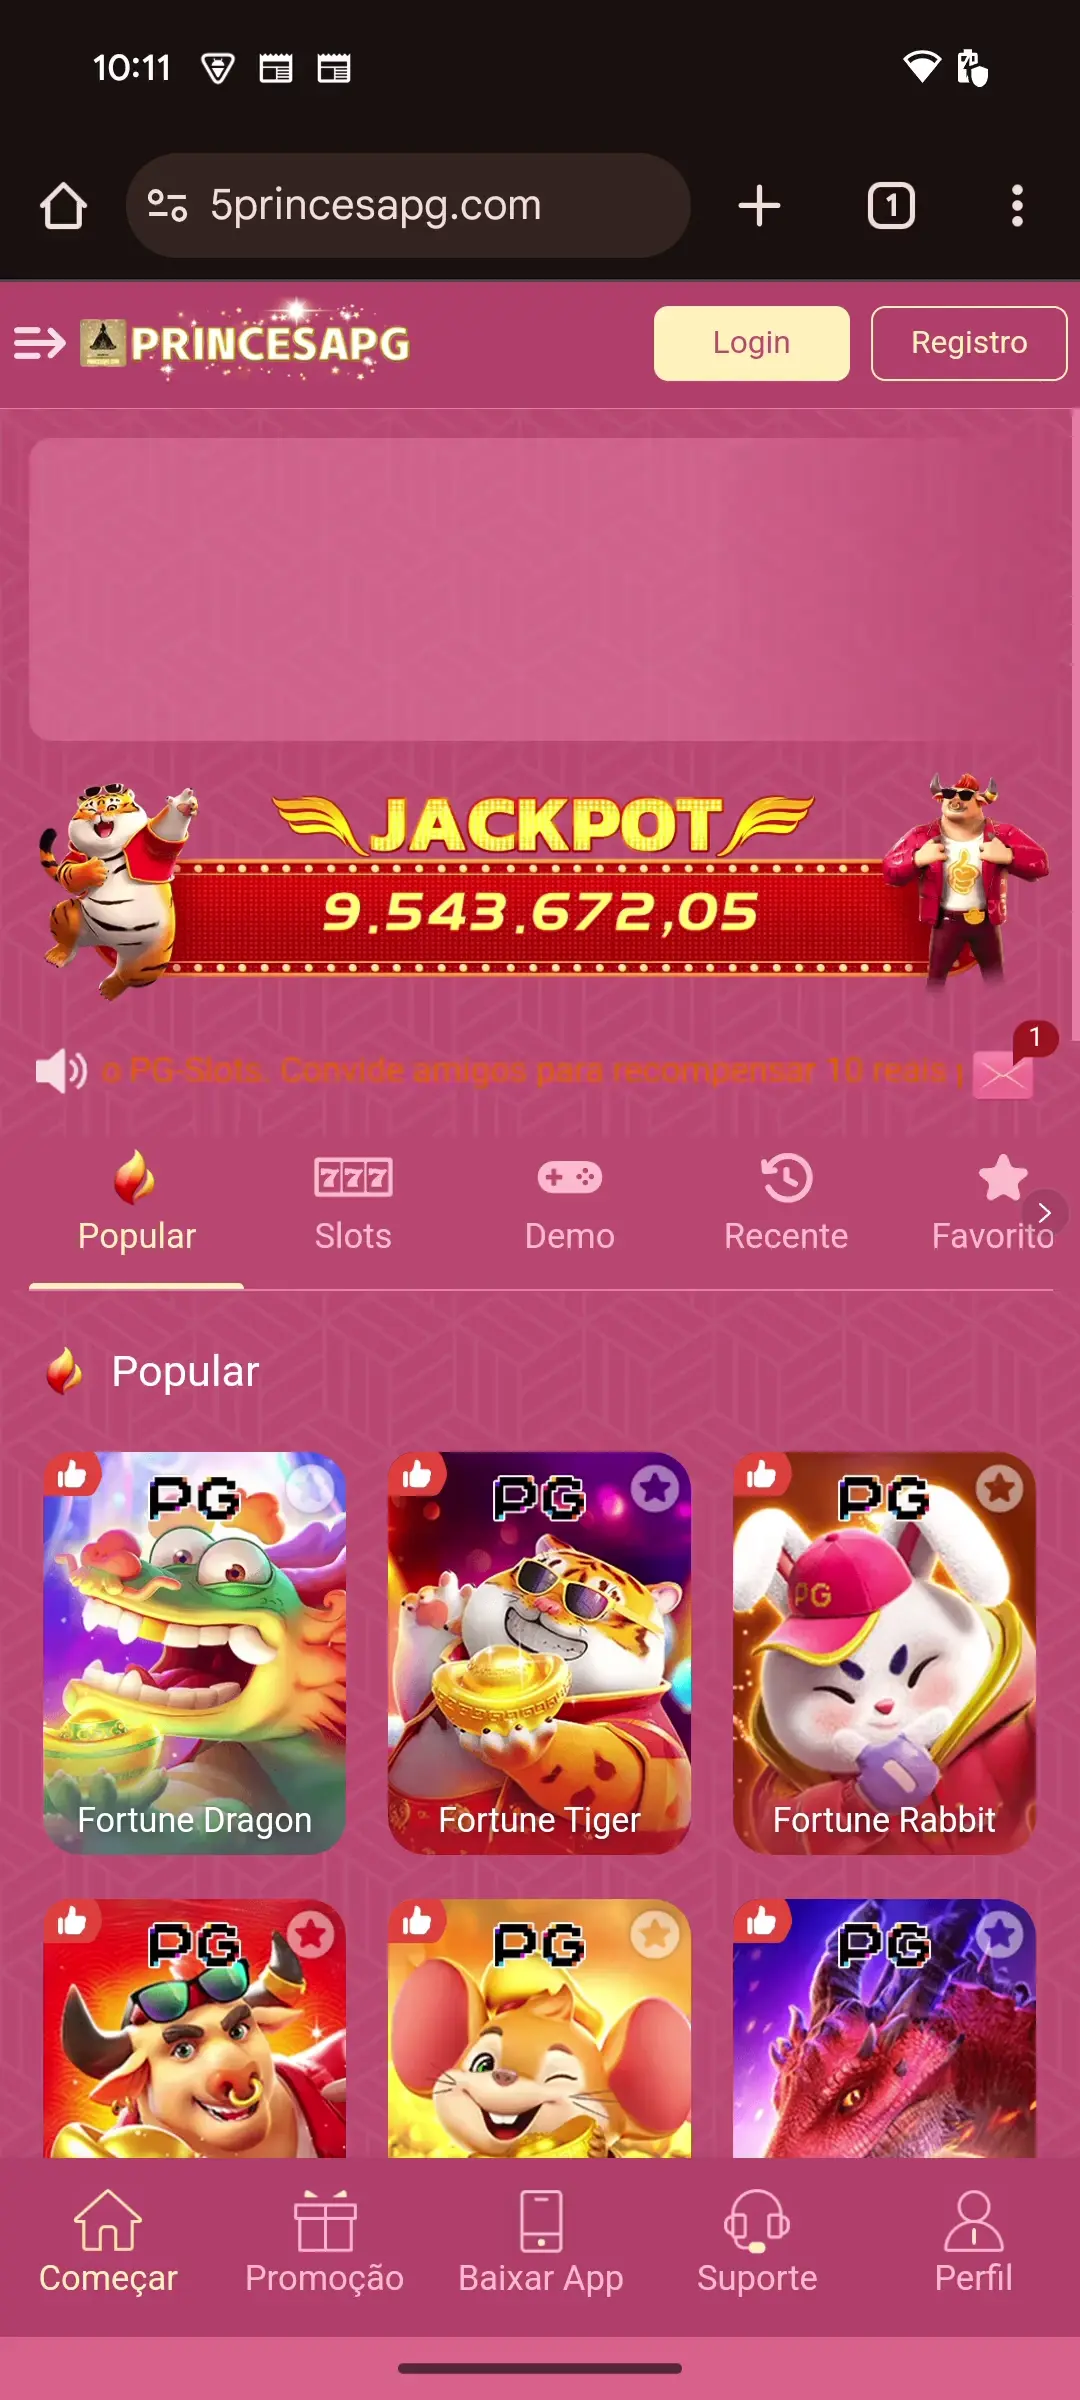 10:11
5princesapg.com
1
PRINCESAPG
Login
Registro
JACKPOT
9.543.672,05
o PG-Slots. Convide amigos para recompensar 10 reais
1
777
Popular
Slots
Demo
Recente
Favorito
Popular
PG
PG
PG
PG
Fortune Dragon
Fortune Tiger
Fortune Rabbit
PG
PG
PG
Começar
Promoção
Baixar App
Suporte
Perfil